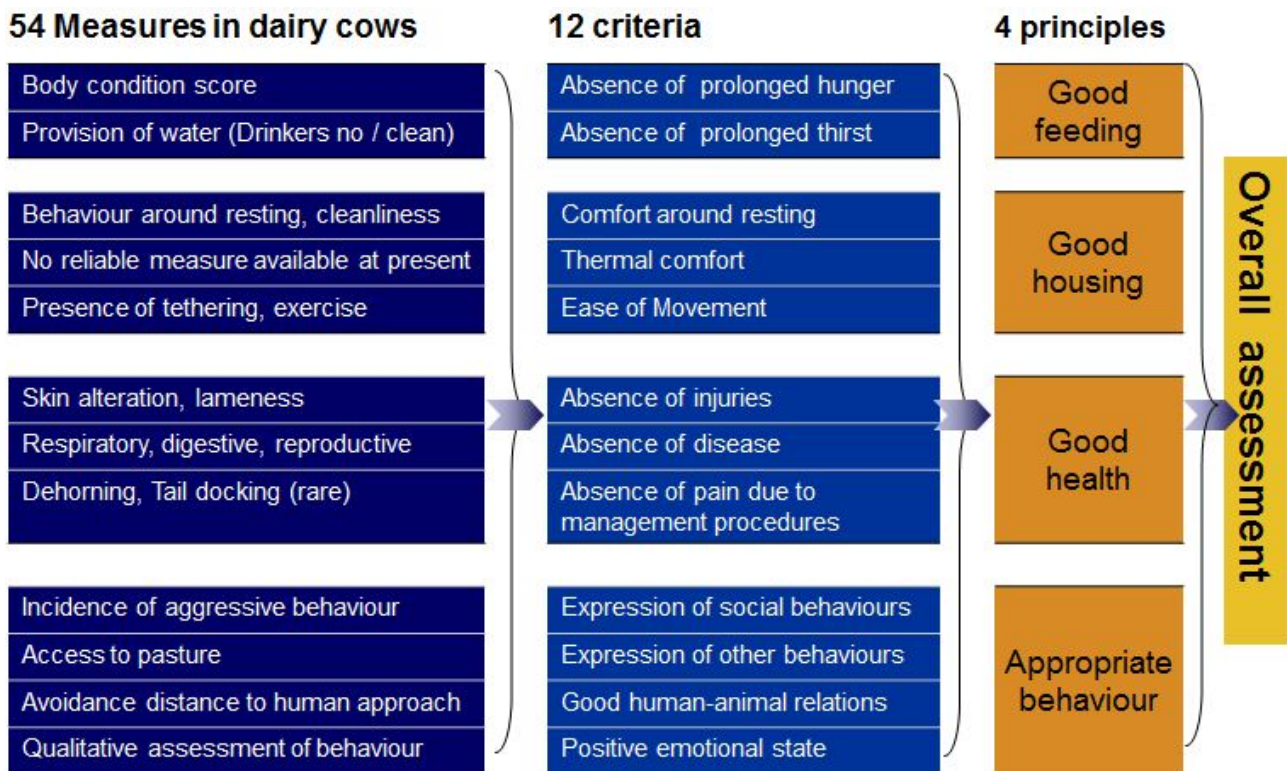 54 Measures in dairy cows
Body condition score
Provision of water (Drinkers no / clean)
Behaviour around resting, cleanliness
No reliable measure available at present
Presence of tethering, exercise
Skin alteration, lameness
Respiratory, digestive, reproductive
Dehorning, Tail docking (rare)
Incidence of aggressive behaviour
Access to pasture
Avoidance distance to human approach
Qualitative assessment of behaviour
12 criteria
Absence of prolonged hunger
Absence of prolonged thirst
Comfort around resting
Thermal comfort
Ease of Movement
Absence of injuries
Absence of disease
Absence of pain due to
management procedures
Expression of social behaviours
Expression of other behaviours
Good human-animal relations
Positive emotional state
4 principles
Good
feeding
Good
housing
Good
health
Appropriate
behaviour
Overall assessment